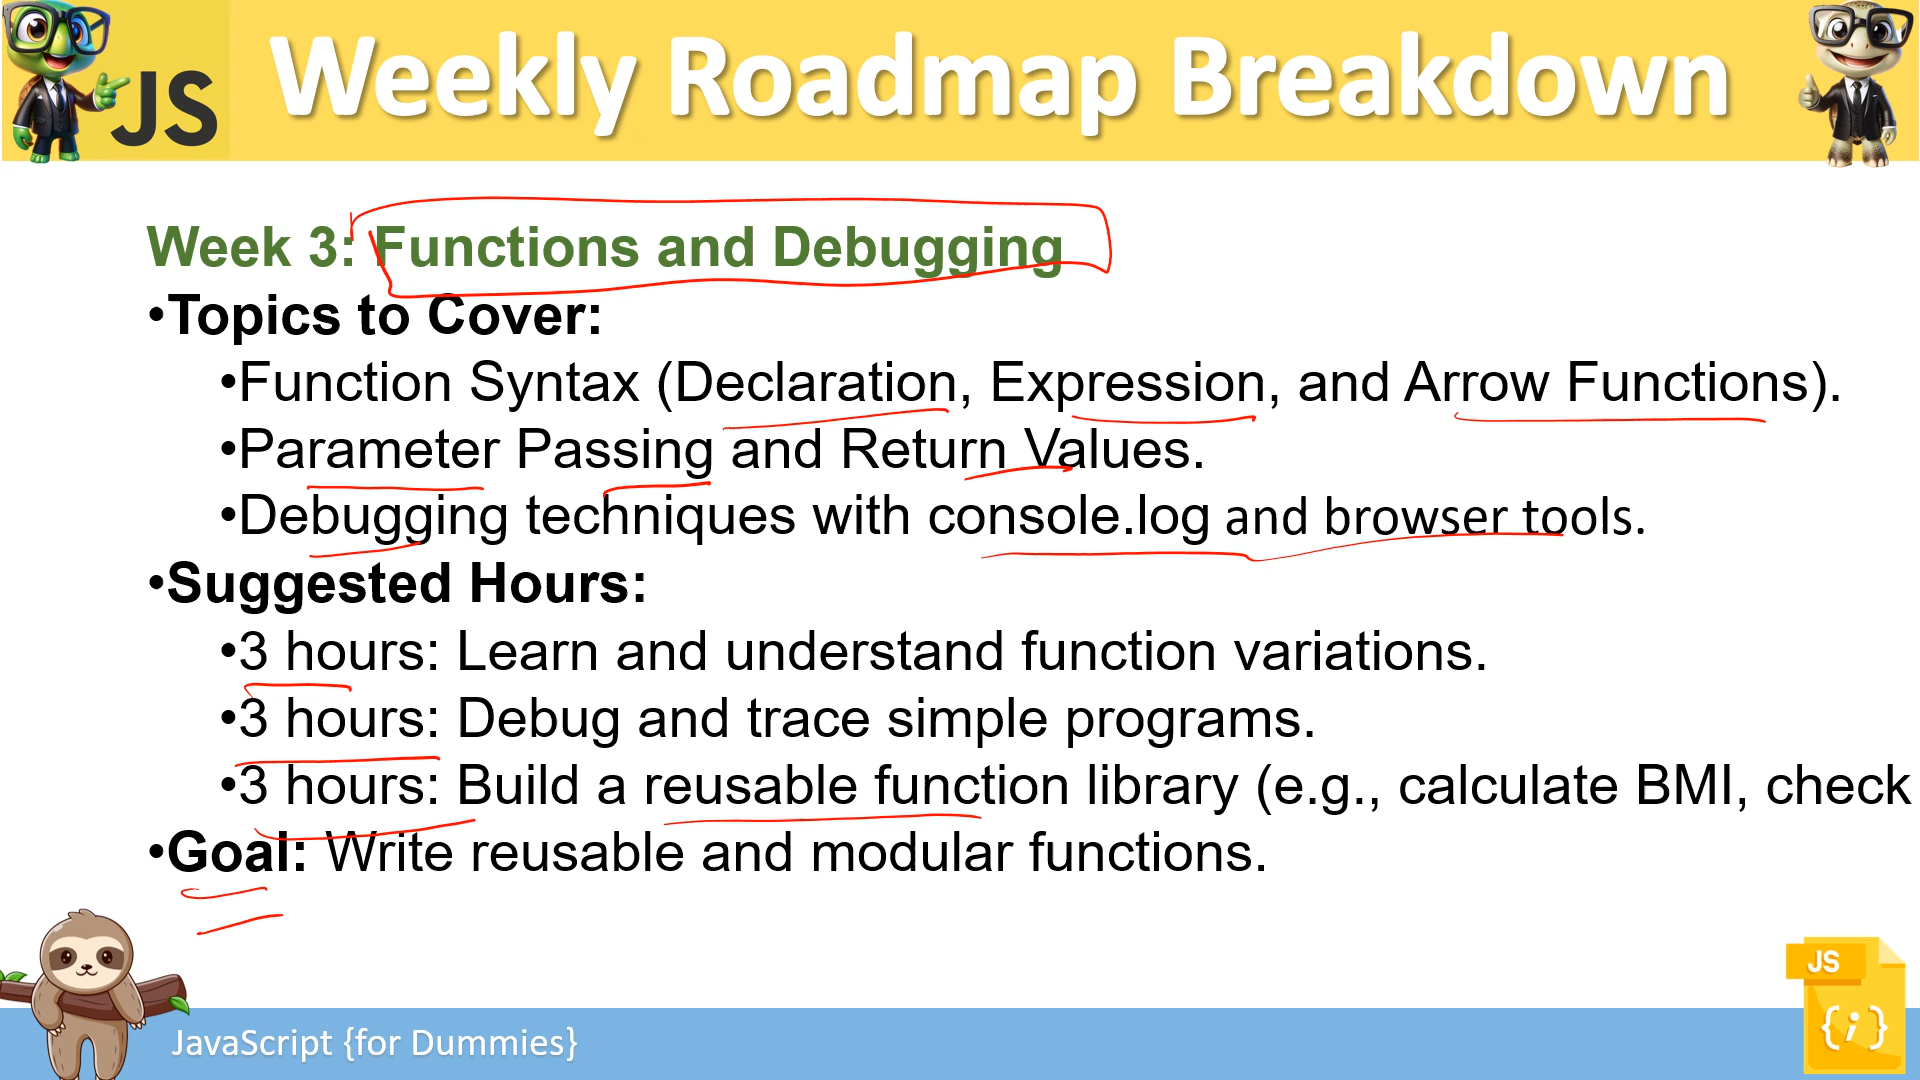 JS
Weekly Roadmap Breakdown
Week 3: Functions and Debugging
•Topics to Cover:
•Function Syntax (Declaration, Expression, and Arrow Functions).
•Parameter Passing and Return Values.
•Debugging techniques with console.log and browser tools.
•Suggested Hours:
•3 hours: Learn and understand function variations.
•3 hours: Debug and trace simple programs.
•3 hours: Build a reusable function library (e.g., calculate BMI, check
•Goal: Write reusable and modular functions.
JS
{;}
JavaScript {for Dummies}